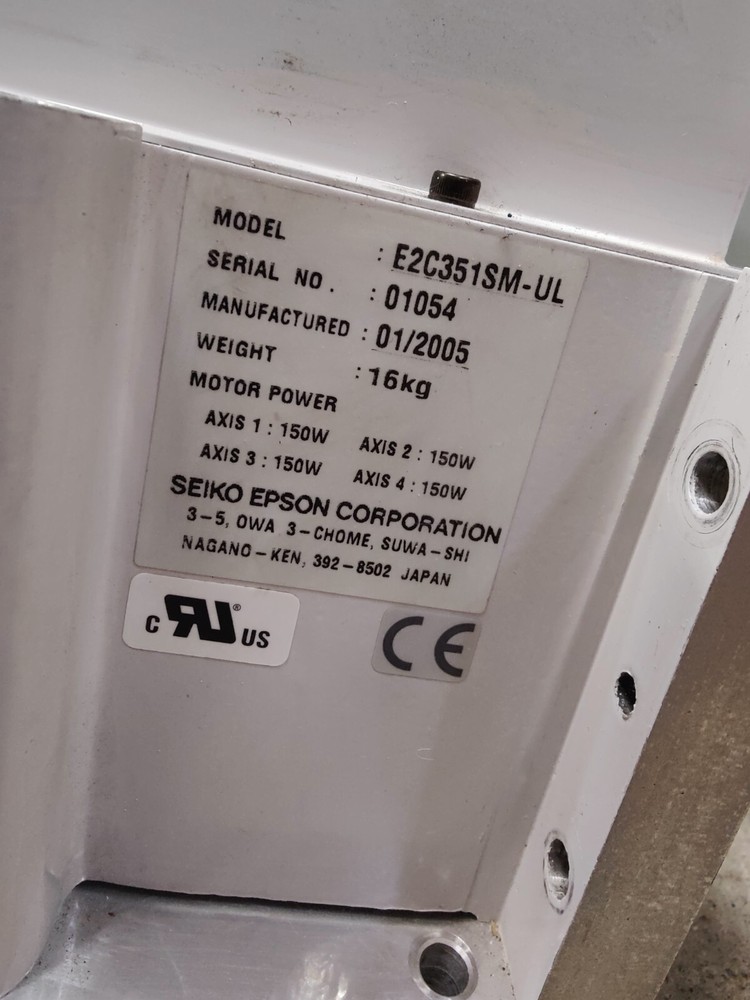 MODEL : E2C351SM-UL
SERIAL NO. : 01054
MANUFACTURED : 01/2005
WEIGHT : 16kg
MOTOR POWER
AXIS 1 : 150W AXIS 2 : 150W
AXIS 3 : 150W AXIS 4 : 150W
SEIKO EPSON CORPORATION
3-5, OWA 3-CHOME, SUWA-SHI
NAGANO-KEN, 392-8502 JAPAN
C RU® US
CE